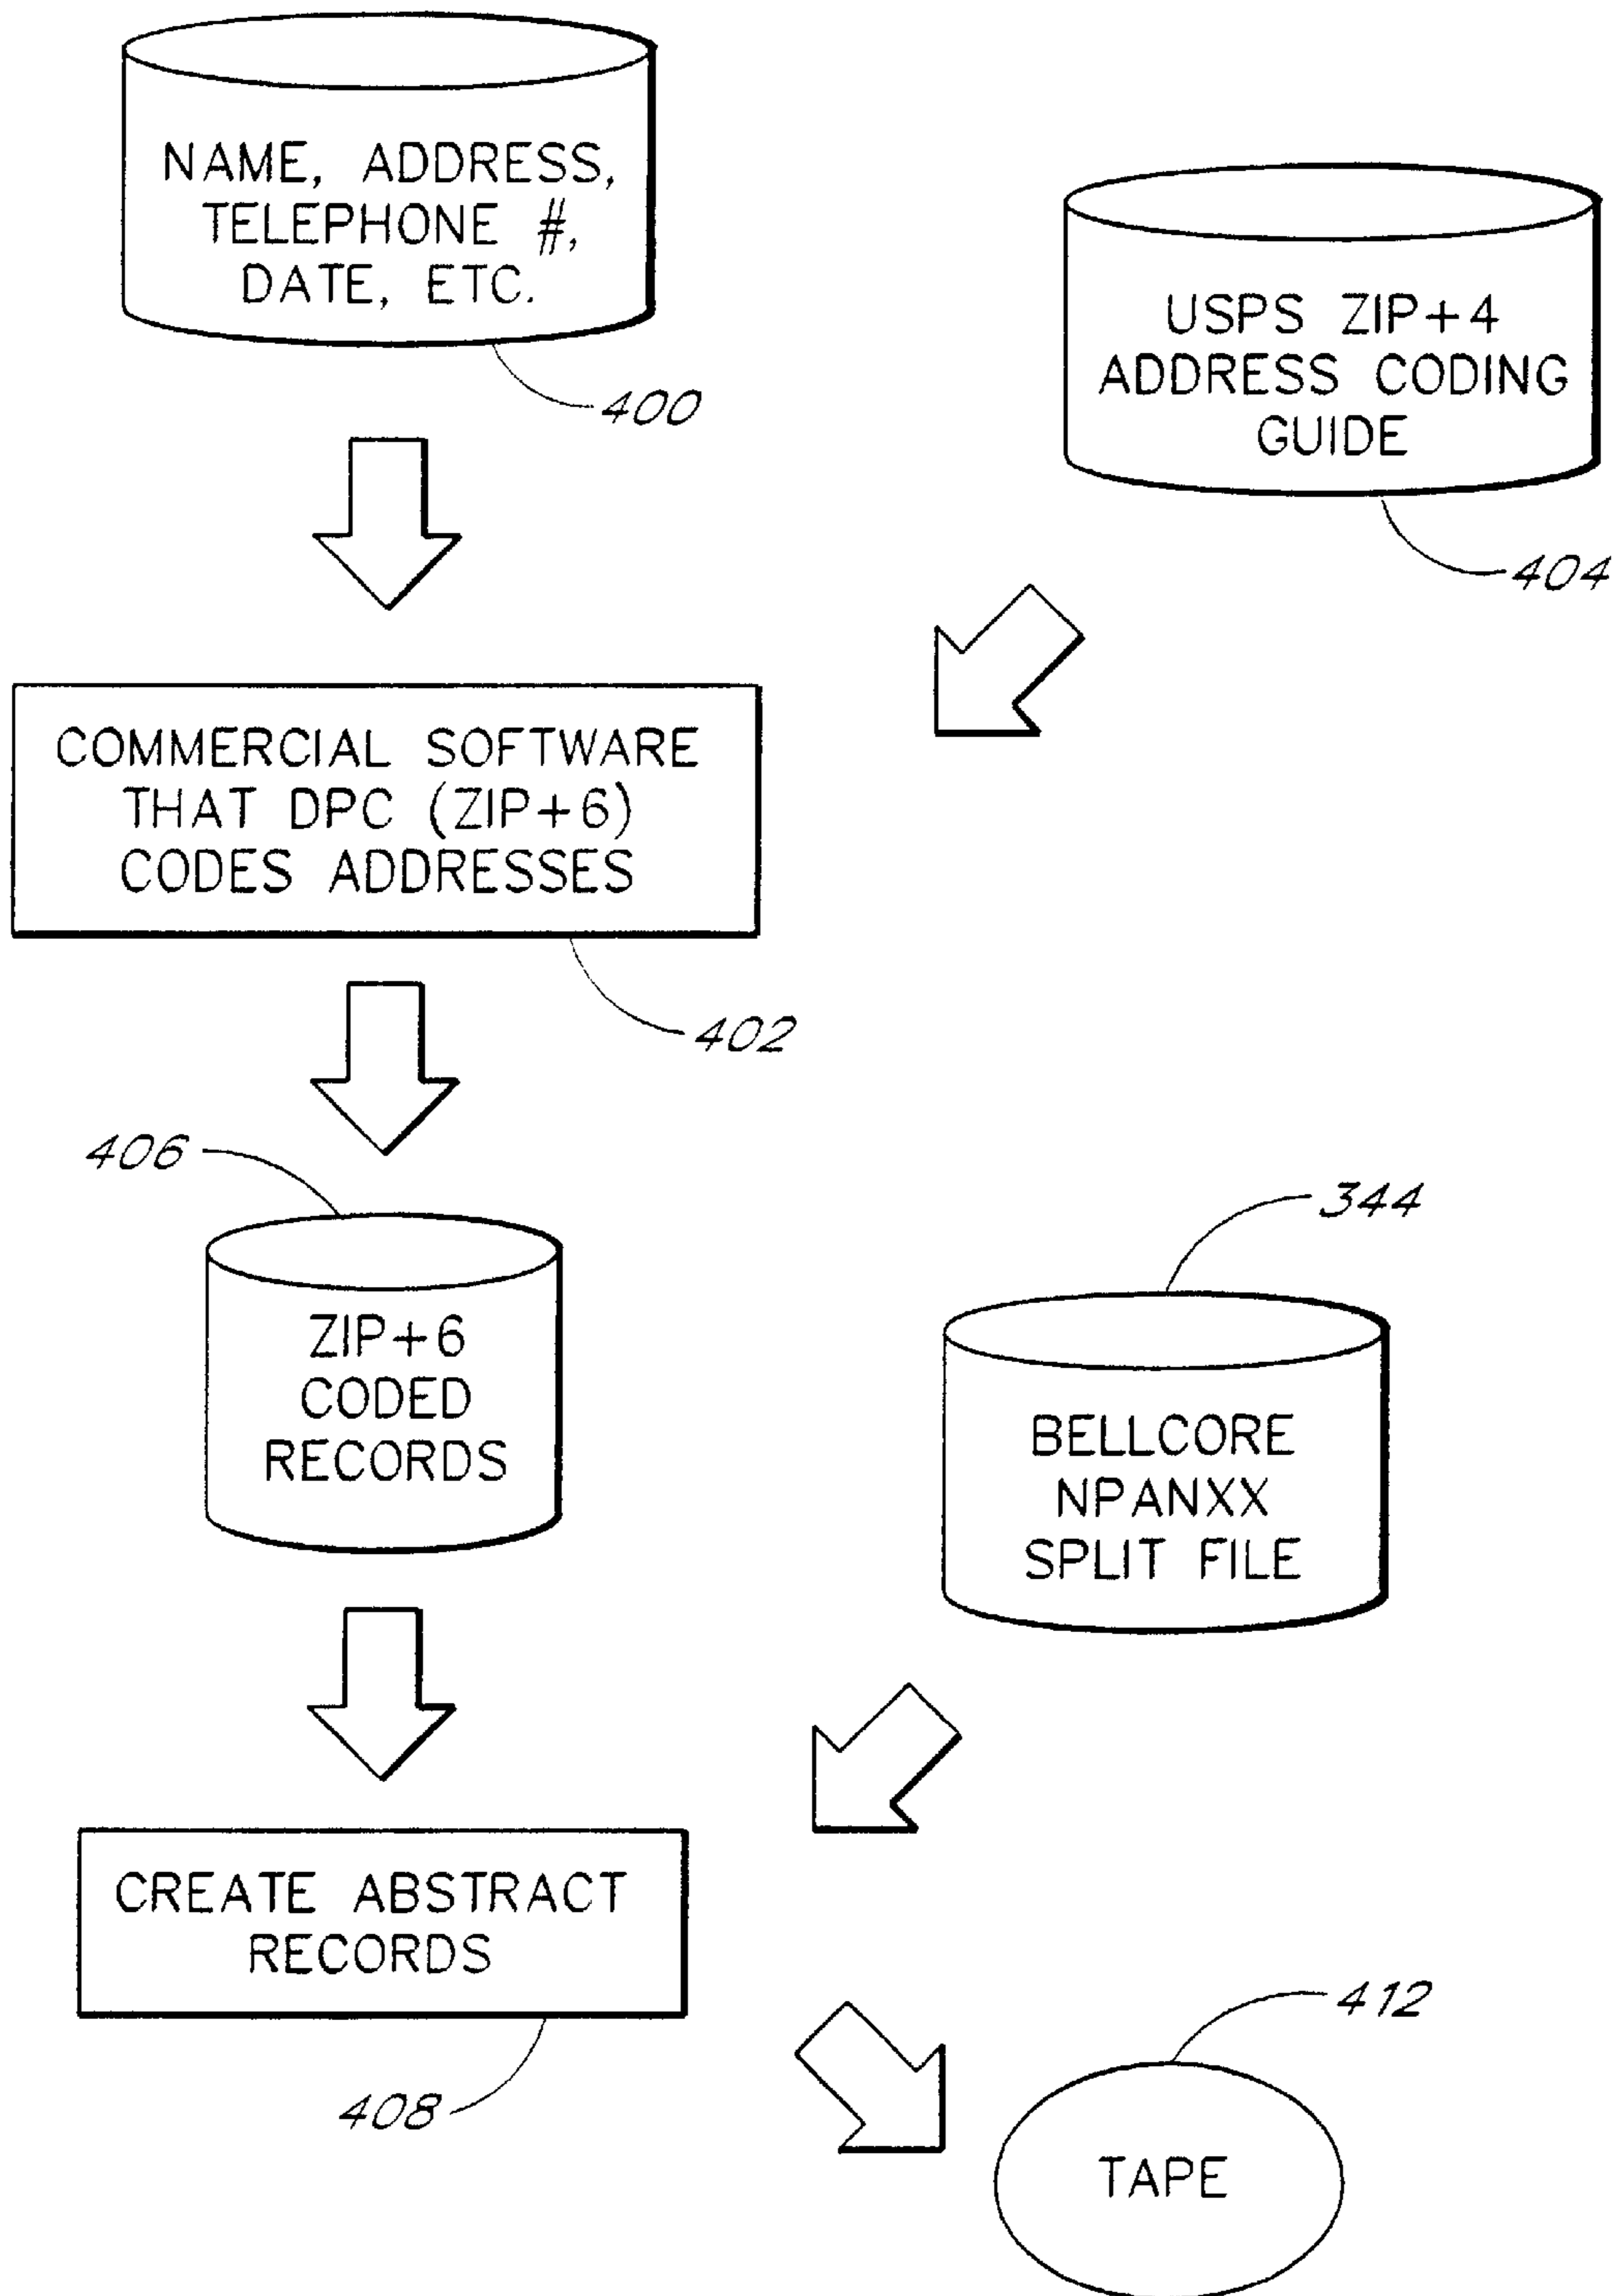 NAME, ADDRESS,
TELEPHONE #,
DATE, ETC.
400
USPS ZIP+4
ADDRESS CODING
GUIDE
404
COMMERCIAL SOFTWARE
THAT DPC (ZIP+6)
CODES ADDRESSES
402
406
ZIP+6
CODED
RECORDS
344
BELLCORE
NPANXX
SPLIT FILE
CREATE ABSTRACT
RECORDS
408
412
TAPE